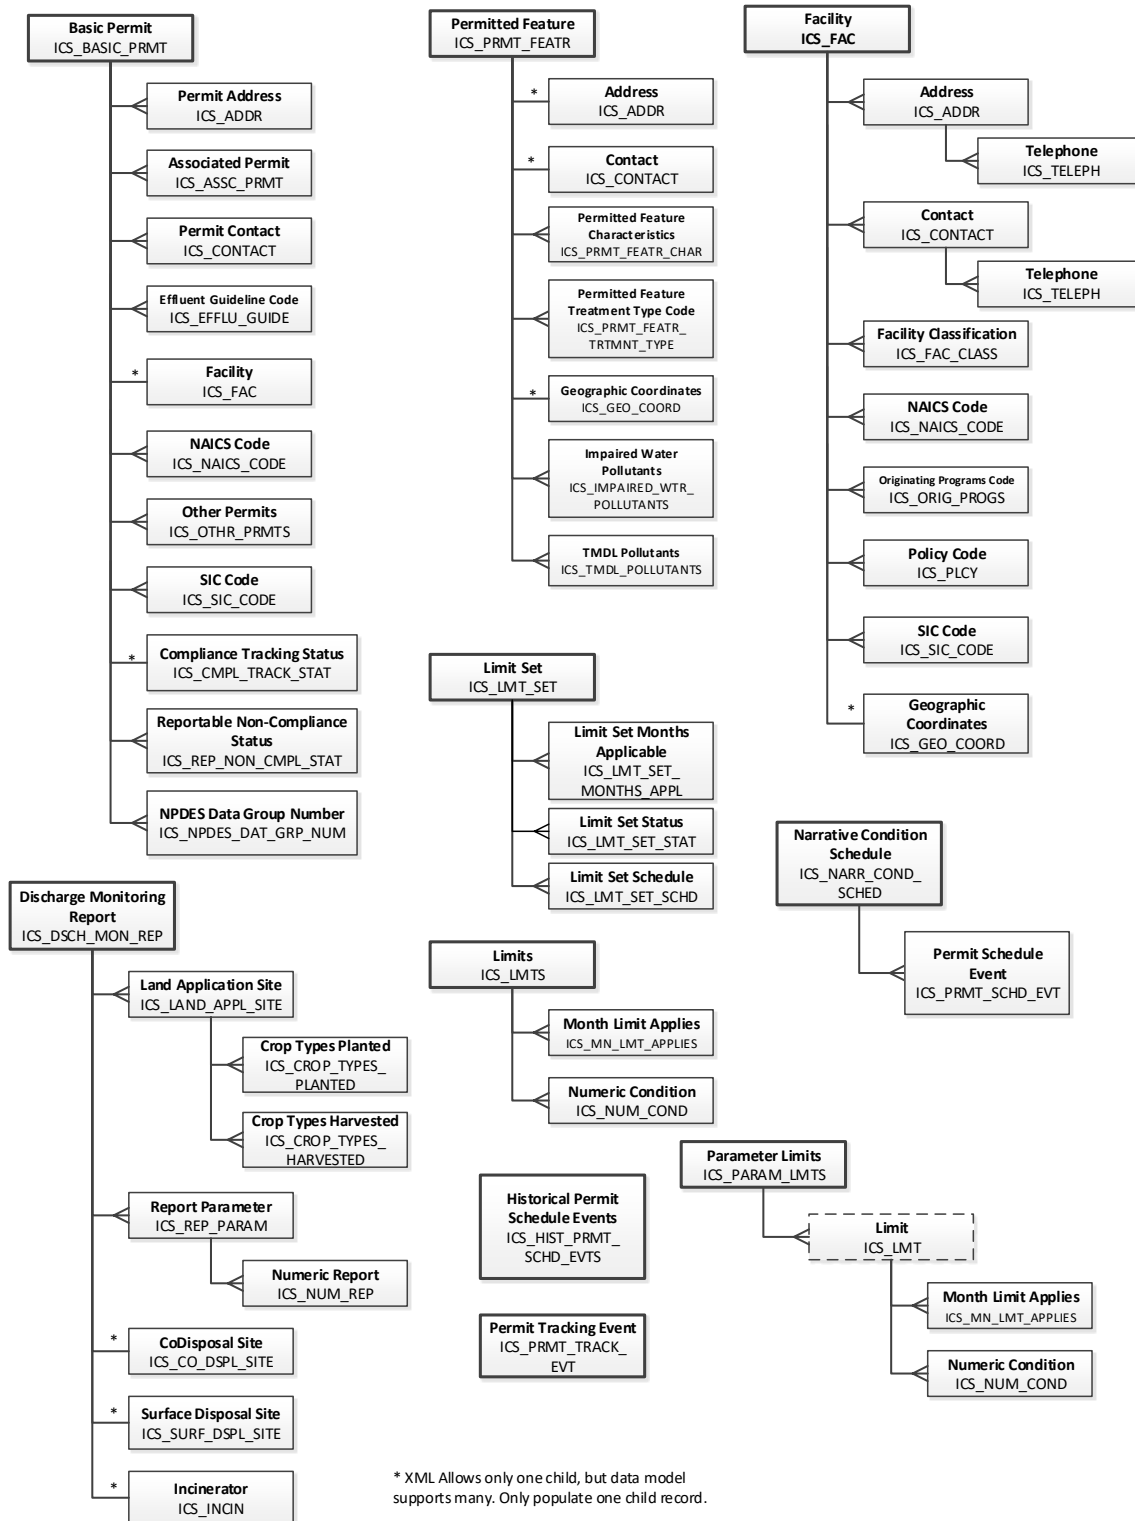 Basic Permit
ICS_BASIC_PRMT
Permit Address
ICS_ADDR
Associated Permit
ICS_ASSC_PRMT
Permit Contact
ICS_CONTACT
Effluent Guideline Code
ICS_EFFLU_GUIDE
*
Facility
ICS_FAC
NAICS Code
ICS_NAICS_CODE
Other Permits
ICS_OTHR_PRMTS
SIC Code
ICS_SIC_CODE
*
Compliance Tracking Status
ICS_CMPL_TRACK_STAT
Reportable Non-Compliance
Status
ICS_REP_NON_CMPL_STAT
NPDES Data Group Number
ICS_NPDES_DAT_GRP_NUM
Permitted Feature
ICS_PRMT_FEATR
*
Address
ICS_ADDR
*
Contact
ICS_CONTACT
Permitted Feature
Characteristics
ICS_PRMT_FEATR_CHAR
Permitted Feature
Treatment Type Code
ICS_PRMT_FEATR_
TRTMNT_TYPE
*
Geographic Coordinates
ICS_GEO_COORD
Impaired Water
Pollutants
ICS_IMPAIRED_WTR_
POLLUTANTS
TMDL Pollutants
ICS_TMDL_POLLUTANTS
Facility
ICS_FAC
Address
ICS_ADDR
Telephone
ICS_TELEPH
Contact
ICS_CONTACT
Telephone
ICS_TELEPH
Facility Classification
ICS_FAC_CLASS
NAICS Code
ICS_NAICS_CODE
Originating Programs Code
ICS_ORIG_PROGS
Policy Code
ICS_PLCY
SIC Code
ICS_SIC_CODE
*
Geographic
Coordinates
ICS_GEO_COORD
Limit Set
ICS_LMT_SET
Limit Set Months
Applicable
ICS_LMT_SET_
MONTHS_APPL
Limit Set Status
ICS_LMT_SET_STAT
Limit Set Schedule
ICS_LMT_SET_SCHD
Narrative Condition
Schedule
ICS_NARR_COND_
SCHED
Permit Schedule
Event
ICS_PRMT_SCHD_EVT
Discharge Monitoring
Report
ICS_DSCH_MON_REP
Land Application Site
ICS_LAND_APPL_SITE
Crop Types Planted
ICS_CROP_TYPES_
PLANTED
Crop Types Harvested
ICS_CROP_TYPES_
HARVESTED
Report Parameter
ICS_REP_PARAM
Numeric Report
ICS_NUM_REP
*
CoDisposal Site
ICS_CO_DSPL_SITE
*
Surface Disposal Site
ICS_SURF_DSPL_SITE
*
Incinerator
ICS_INCIN
Limits
ICS_LMTS
Month Limit Applies
ICS_MN_LMT_APPLIES
Numeric Condition
ICS_NUM_COND
Historical Permit
Schedule Events
ICS_HIST_PRMT_
SCHD_EVTS
Permit Tracking Event
ICS_PRMT_TRACK_
EVT
Parameter Limits
ICS_PARAM_LMTS
Limit
ICS_LMT
Month Limit Applies
ICS_MN_LMT_APPLIES
Numeric Condition
ICS_NUM_COND
* XML Allows only one child, but data model
supports many. Only populate one child record.